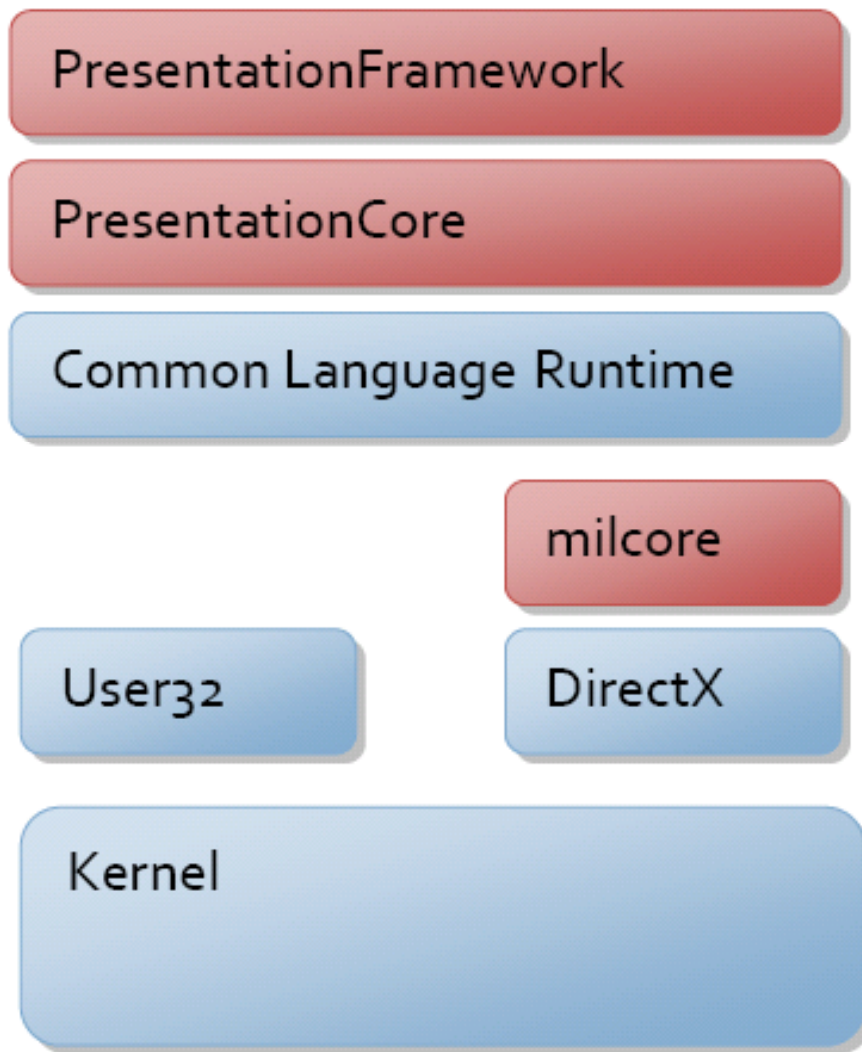 PresentationFramework
PresentationCore
Common Language Runtime
milcore
User32
DirectX
Kernel